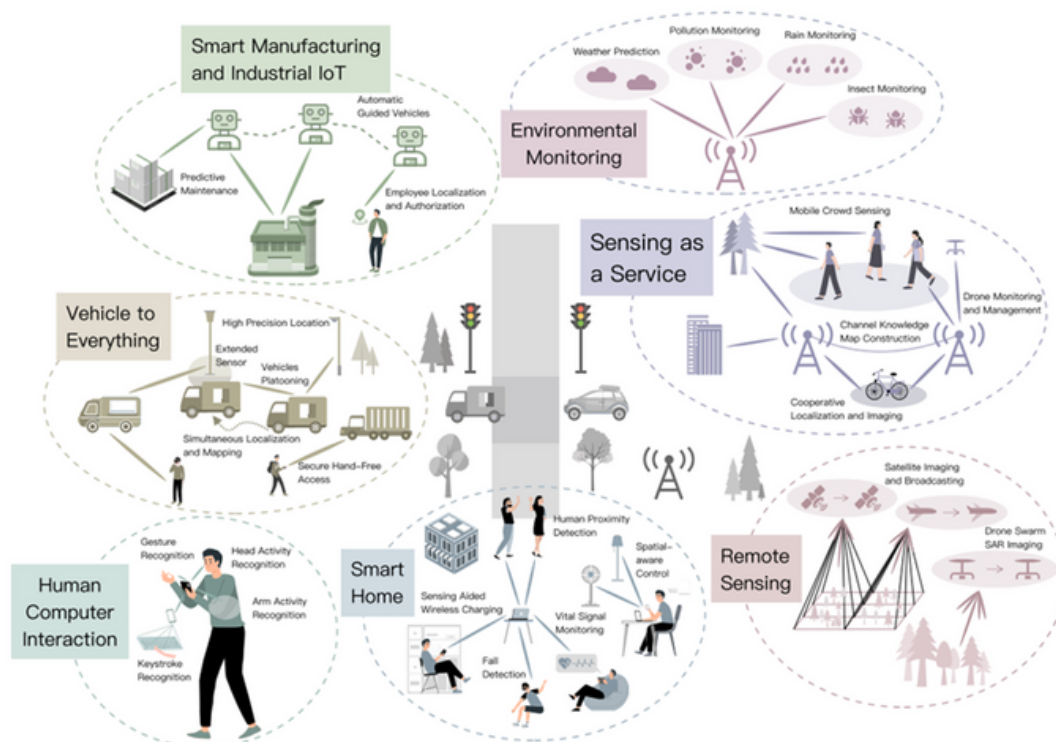 Smart Manufacturing
and Industrial IoT
Automatic
Guided Vehicles
Predictive
Maintenance
Employee Localization
and Authorization
Environmental
Monitoring
Weather Prediction
Pollution Monitoring
Rain Monitoring
Insect Monitoring
Sensing as
a Service
Mobile Crowd Sensing
Drone Monitoring
and Management
Channel Knowledge
Map Construction
Cooperative
Localization and Imaging
Vehicle to
Everything
High Precision Location
Extended
Sensor
Vehicles
Platooning
Simultaneous Localization
and Mapping
Secure Hand-Free
Access
Human
Computer
Interaction
Gesture
Recognition
Head Activity
Recognition
Arm Activity
Recognition
Keystroke
Recognition
Smart
Home
Human Proximity
Detection
Spatial-
aware
Control
Sensing Aided
Wireless Charging
Vital Signal
Monitoring
Fall
Detection
Remote
Sensing
Satellite Imaging
and Broadcasting
Drone Swarm
SAR Imaging